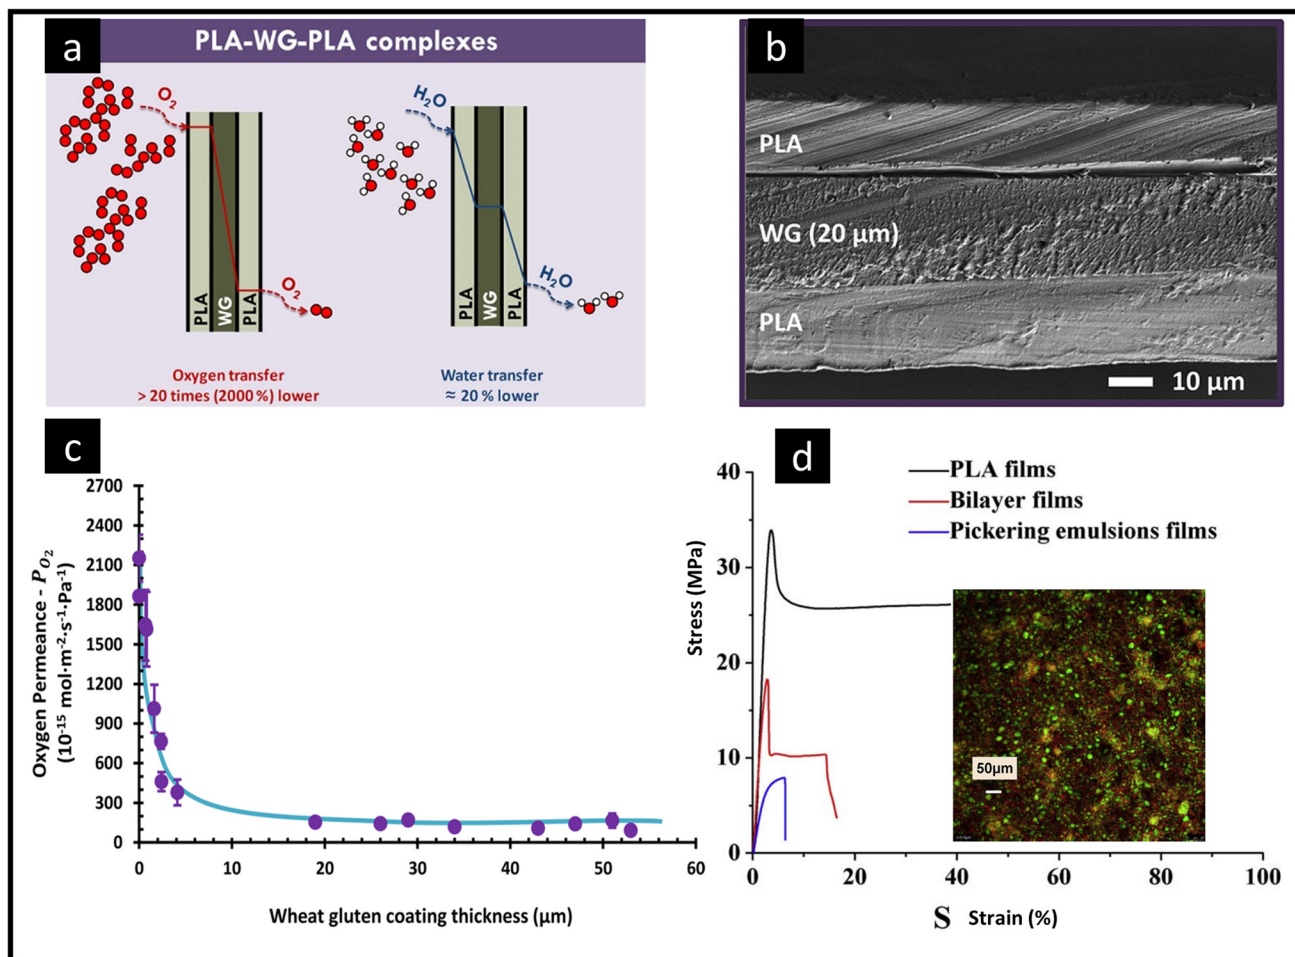 a
PLA-WG-PLA complexes
O2
H2O
PLA
WG
PLA
O2
PLA
WG
PLA
H2O
Oxygen transfer
> 20 times (2000 %) lower
Water transfer
≈ 20 % lower
b
PLA
WG (20 µm)
PLA
10 µm
c
Oxygen Permeance - PO2
(10-15 mol·m-2·s-1·Pa-1)
2700
2400
2100
1800
1500
1200
900
600
300
0
0 10 20 30 40 50 60
Wheat gluten coating thickness (µm)
d
PLA films
Bilayer films
Pickering emulsions films
Stress (MPa)
40
30
20
10
0
50µm
0 20 40 60 80 100
S Strain (%)